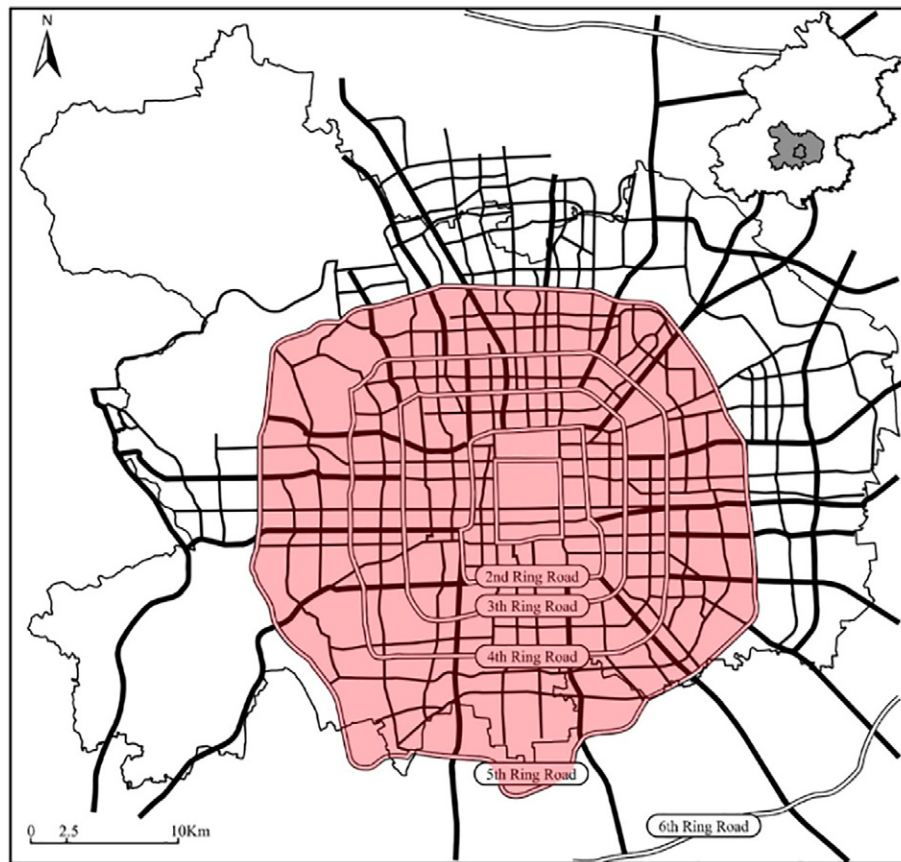 N
2nd Ring Road
3th Ring Road
4th Ring Road
5th Ring Road
6th Ring Road
0 2.5 10Km